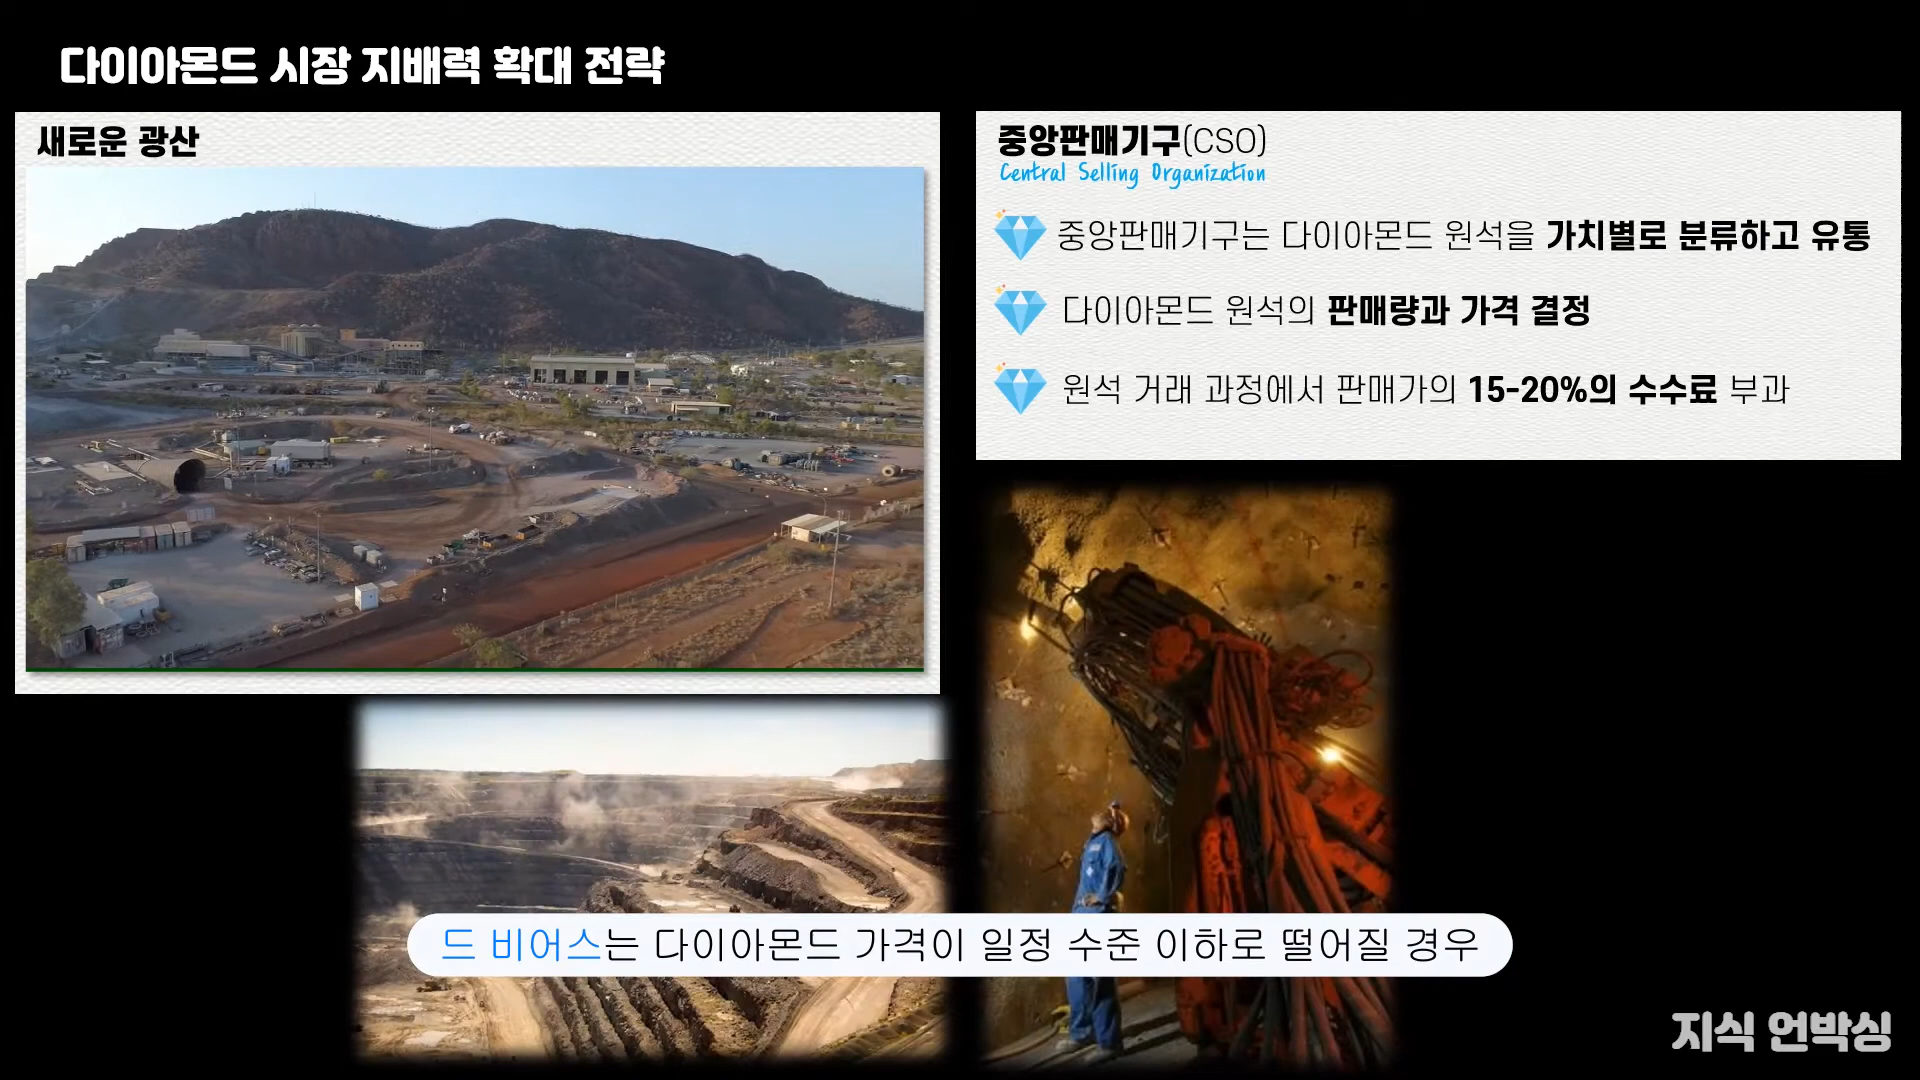 다이아몬드 시장 지배력 확대 전략
새로운 광산
중앙판매기구(CSO)
Central Selling Organization
중앙판매기구는 다이아몬드 원석을 가치별로 분류하고 유통
다이아몬드 원석의 판매량과 가격 결정
원석 거래 과정에서 판매가의 15-20%의 수수료 부과
드 비어스는 다이아몬드 가격이 일정 수준 이하로 떨어질 경우
지식 언박싱